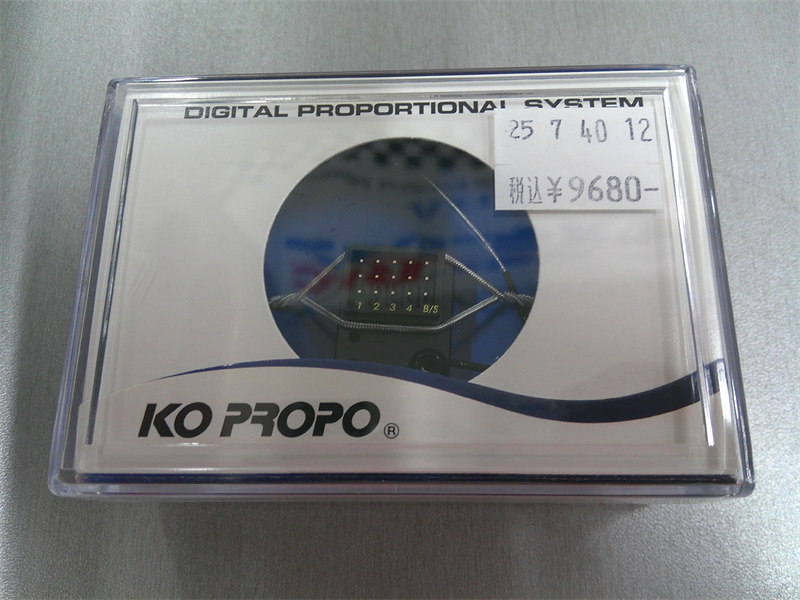 DIGITAL PROPORTIONAL SYSTEM
25 7 40 12
税込¥9680-
1 2 3 4 B/S
KO PROPO®